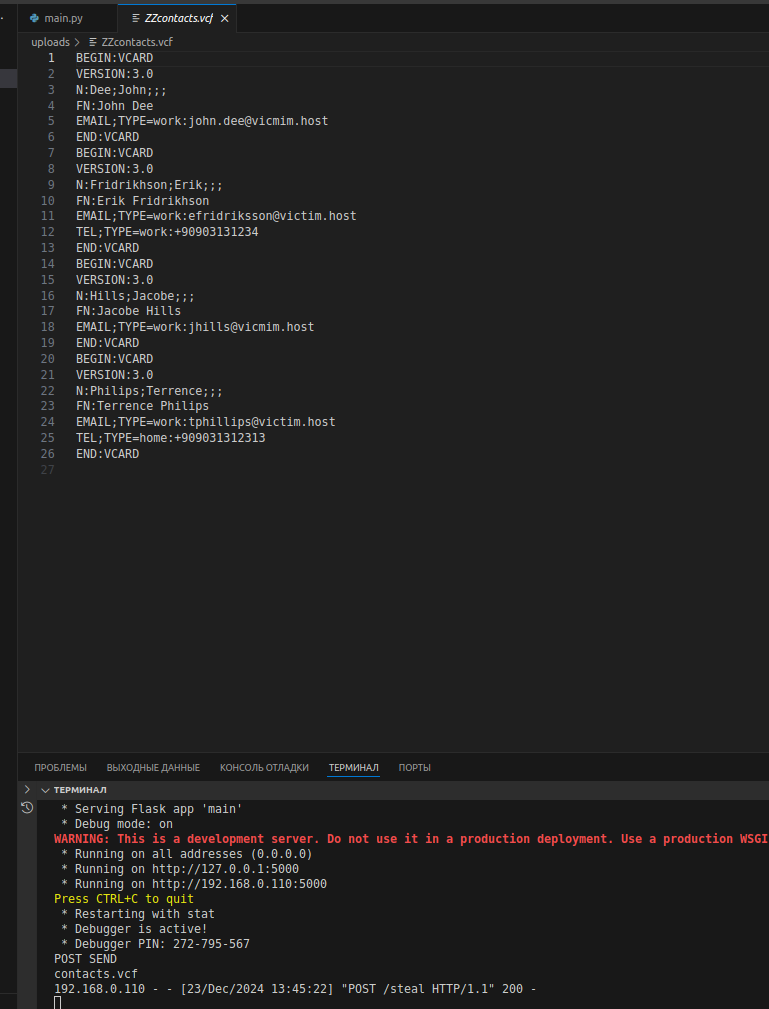 main.py ZZcontacts.vcf
uploads > ZZcontacts.vcf
1 BEGIN:VCARD
2 VERSION:3.0
3 N:Dee;John;;;
4 FN:John Dee
5 EMAIL;TYPE=work:john.dee@vicmim.host
6 END:VCARD
7 BEGIN:VCARD
8 VERSION:3.0
9 N:Fridrikhson;Erik;;;
10 FN:Erik Fridrikhson
11 EMAIL;TYPE=work:efridriksson@victim.host
12 TEL;TYPE=work:+90903131234
13 END:VCARD
14 BEGIN:VCARD
15 VERSION:3.0
16 N:Hills;Jacobe;;;
17 FN:Jacobe Hills
18 EMAIL;TYPE=work:jhills@vicmim.host
19 END:VCARD
20 BEGIN:VCARD
21 VERSION:3.0
22 N:Philips;Terrence;;;
23 FN:Terrence Philips
24 EMAIL;TYPE=work:tphillips@victim.host
25 TEL;TYPE=home:+909031312313
26 END:VCARD
27
ПРОБЛЕМЫ ВЫХОДНЫЕ ДАННЫЕ КОНСОЛЬ ОТЛАДКИ ТЕРМИНАЛ ПОРТЫ
ТЕРМИНАЛ
* Serving Flask app 'main'
* Debug mode: on
WARNING: This is a development server. Do not use it in a production deployment. Use a production WSGI
* Running on all addresses (0.0.0.0)
* Running on http://127.0.0.1:5000
* Running on http://192.168.0.110:5000
Press CTRL+C to quit
* Restarting with stat
* Debugger is active!
* Debugger PIN: 272-795-567
POST SEND
contacts.vcf
192.168.0.110 - - [23/Dec/2024 13:45:22] "POST /steal HTTP/1.1" 200 -